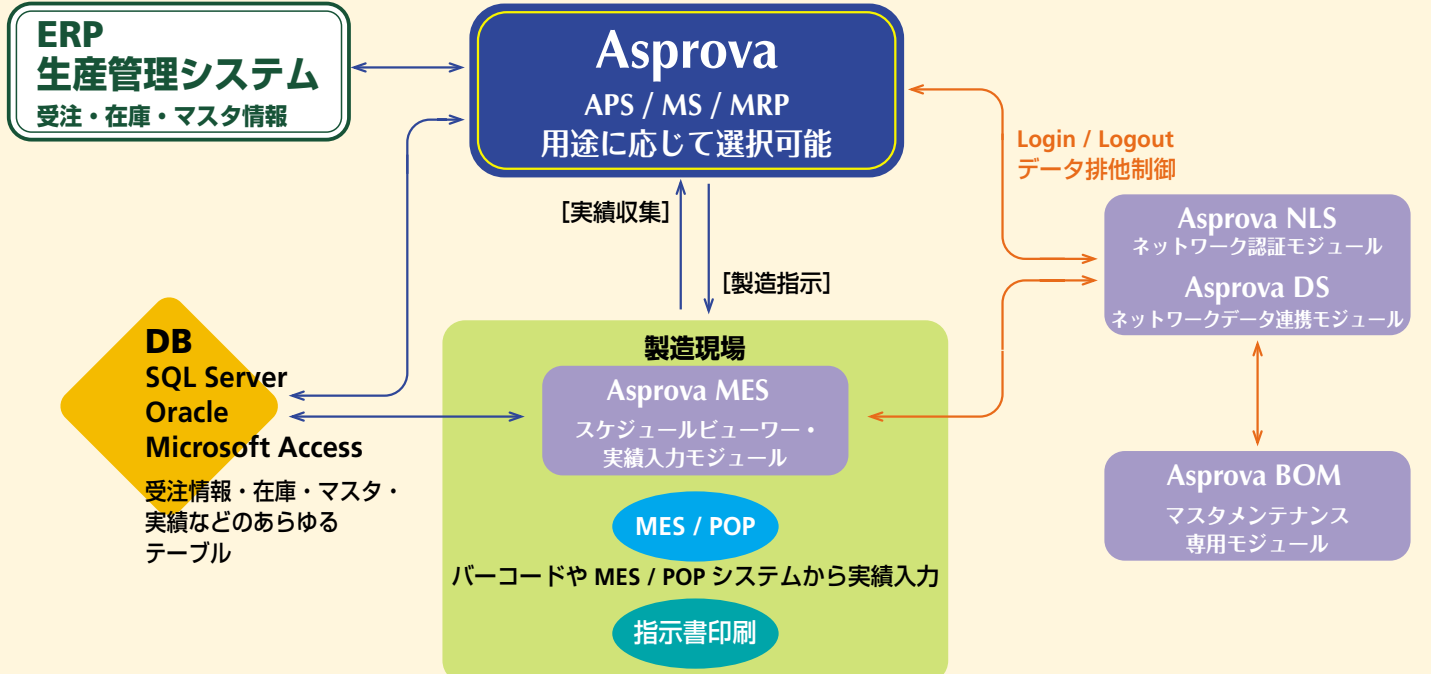 ERP
生産管理システム
受注・在庫・マスタ情報
Asprova
APS / MS / MRP
用途に応じて選択可能
Login / Logout
データ排他制御
[実績収集]
[製造指示]
Asprova NLS
ネットワーク認証モジュール
Asprova DS
ネットワークデータ連携モジュール
DB
SQL Server
Oracle
Microsoft Access
受注情報・在庫・マスタ・
実績などのあらゆる
テーブル
製造現場
Asprova MES
スケジュールビューワー・
実績入力モジュール
MES / POP
バーコードや MES / POP システムから実績入力
指示書印刷
Asprova BOM
マスタメンテナンス
専用モジュール